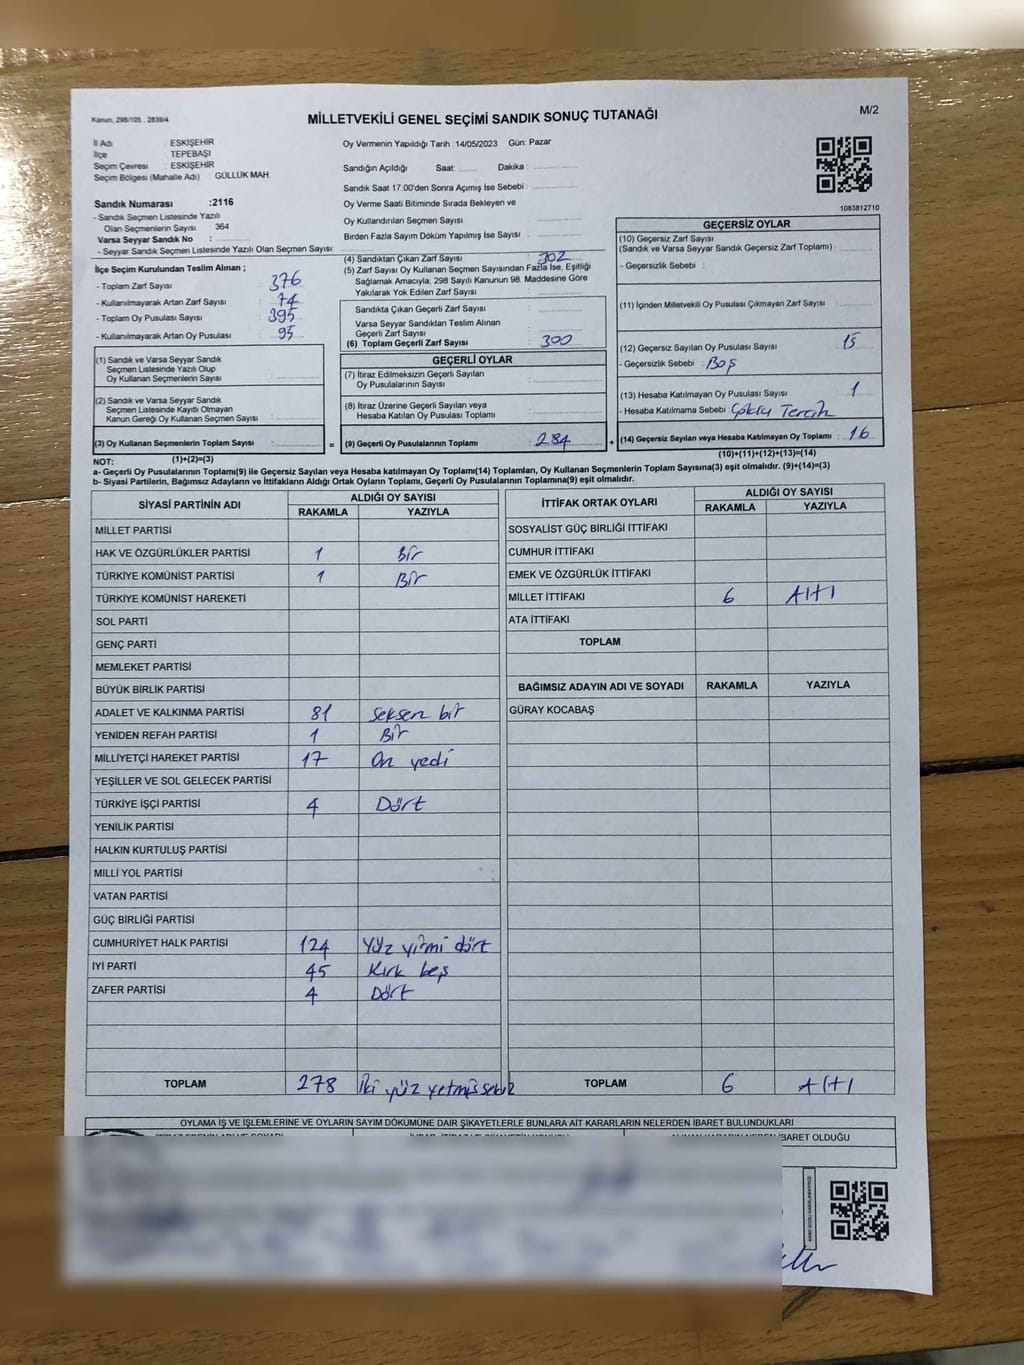 Kanun, 298/105 . 2839/4
MİLLETVEKİLİ GENEL SEÇİMİ SANDIK SONUÇ TUTANAĞI
M/2
İl Adı : ESKİŞEHİR
İlçe : TEPEBAŞI
Seçim Çevresi : ESKİŞEHİR
Seçim Bölgesi (Mahalle Adı) : GÜLLÜK MAH.
Oy Vermenin Yapıldığı Tarih :14/05/2023 Gün: Pazar
Sandığın Açıldığı Saat: Dakika :
Sandık Saat 17:00'den Sonra Açımış İse Sebebi :
Oy Verme Saati Bitiminde Sırada Bekleyen ve
Oy Kullandırılan Seçmen Sayısı :
Birden Fazla Sayım Döküm Yapılmış İse Sayısı :
1083812710
Sandık Numarası :2116
- Sandık Seçmen Listesinde Yazılı
Olan Seçmenlerin Sayısı : 364
Varsa Seyyar Sandık No :
- Seyyar Sandık Seçmen Listesinde Yazılı Olan Seçmen Sayısı:
İlçe Seçim Kurulundan Teslim Alınan ;
- Toplam Zarf Sayısı : 376
- Kullanılmayarak Artan Zarf Sayısı : 74
- Toplam Oy Pusulası Sayısı : 395
- Kullanılmayarak Artan Oy Pusulası : 95
(1) Sandık ve Varsa Seyyar Sandık
Seçmen Listesinde Yazılı Olup
Oy Kullanan Seçmenlerin Sayısı :
(2) Sandık ve Varsa Seyyar Sandık
Seçmen Listesinde Kayıtlı Olmayan
Kanun Gereği Oy Kullanan Seçmen Sayısı :
(3) Oy Kullanan Seçmenlerin Toplam Sayısı :
(4) Sandıktan Çıkan Zarf Sayısı : 302
(5) Zarf Sayısı Oy Kullanan Seçmen Sayısından Fazla İse, Eşitliği
Sağlamak Amacıyla; 298 Sayılı Kanunun 98. Maddesine Göre
Yakılarak Yok Edilen Zarf Sayısı :
Sandıkta Çıkan Geçerli Zarf Sayısı :
Varsa Seyyar Sandıktan Teslim Alınan
Geçerli Zarf Sayısı :
(6) Toplam Geçerli Zarf Sayısı : 300
GEÇERLİ OYLAR
(7) İtiraz Edilmeksizin Geçerli Sayılan
Oy Pusulalarının Sayısı :
(8) İtiraz Üzerine Geçerli Sayılan veya
Hesaba Katılan Oy Pusulası Toplamı :
= (9) Geçerli Oy Pusulalarının Toplamı : 284
GEÇERSİZ OYLAR
(10) Geçersiz Zarf Sayısı
(Sandık ve Varsa Seyyar Sandık Geçersiz Zarf Toplamı) :
- Geçersizlik Sebebi :
(11) İçinden Milletvekili Oy Pusulası Çıkmayan Zarf Sayısı :
(12) Geçersiz Sayılan Oy Pusulası Sayısı : 15
- Geçersizlik Sebebi : Boş
(13) Hesaba Katılmayan Oy Pusulası Sayısı : 1
- Hesaba Katılmama Sebebi : Çoklu Tercih
+ (14) Geçersiz Sayılan veya Hesaba Katılmayan Oy Toplamı : 16
NOT: (1)+(2)=(3)
(10)+(11)+(12)+(13)=(14)
a- Geçerli Oy Pusulalarının Toplamı(9) ile Geçersiz Sayılan veya Hesaba katılmayan Oy Toplamı(14) Toplamları, Oy Kullanan Seçmenlerin Toplam Sayısına(3) eşit olmalıdır. (9)+(14)=(3)
b- Siyasi Partilerin, Bağımsız Adayların ve İttifakların Aldığı Ortak Oyların Toplamı, Geçerli Oy Pusulalarının Toplamına(9) eşit olmalıdır.
SİYASİ PARTİNİN ADI ALDIĞI OY SAYISI
RAKAMLA YAZIYLA
MİLLET PARTİSİ
HAK VE ÖZGÜRLÜKLER PARTİSİ 1 Bir
TÜRKİYE KOMÜNİST PARTİSİ 1 Bir
TÜRKİYE KOMÜNİST HAREKETİ
SOL PARTİ
GENÇ PARTİ
MEMLEKET PARTİSİ
BÜYÜK BİRLİK PARTİSİ
ADALET VE KALKINMA PARTİSİ 81 Seksen bir
YENİDEN REFAH PARTİSİ 1 Bir
MİLLİYETÇİ HAREKET PARTİSİ 17 On yedi
YEŞİLLER VE SOL GELECEK PARTİSİ
TÜRKİYE İŞÇİ PARTİSİ 4 Dört
YENİLİK PARTİSİ
HALKIN KURTULUŞ PARTİSİ
MİLLİ YOL PARTİSİ
VATAN PARTİSİ
GÜÇ BİRLİĞİ PARTİSİ
CUMHURİYET HALK PARTİSİ 124 Yüz yirmi dört
İYİ PARTİ 45 Kırk beş
ZAFER PARTİSİ 4 Dört
TOPLAM 278 İki yüz yetmiş sekiz
İTTİFAK ORTAK OYLARI ALDIĞI OY SAYISI
RAKAMLA YAZIYLA
SOSYALİST GÜÇ BİRLİĞİ İTTİFAKI
CUMHUR İTTİFAKI
EMEK VE ÖZGÜRLÜK İTTİFAKI
MİLLET İTTİFAKI 6 Altı
ATA İTTİFAKI
TOPLAM
BAĞIMSIZ ADAYIN ADI VE SOYADI RAKAMLA YAZIYLA
GÜRAY KOCABAŞ
TOPLAM 6 Altı
OYLAMA İŞ VE İŞLEMLERİNE VE OYLARIN SAYIM DÖKÜMÜNE DAİR ŞİKAYETLERLE BUNLARA AİT KARARLARIN NELERDEN İBARET BULUNDUKLARI
İBARET OLDUĞU